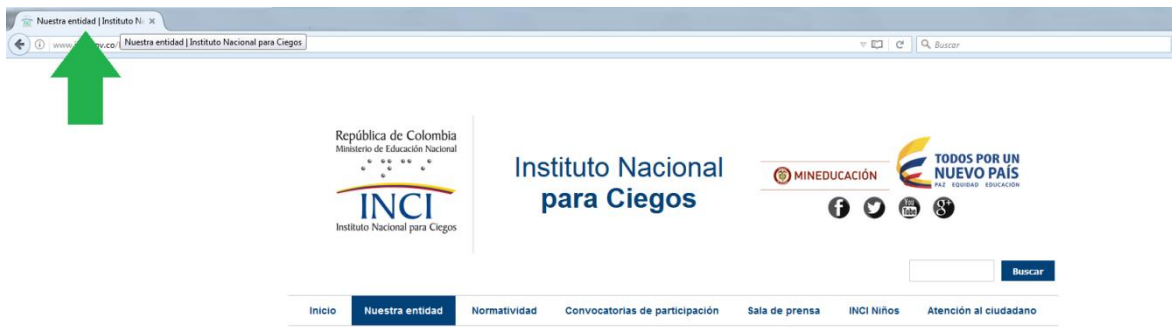 Nuestra entidad | Instituto N
Nuestra entidad | Instituto Nacional para Ciegos
Buscar
República de Colombia
Ministerio de Educación Nacional
INCI
Instituto Nacional para Ciegos
Instituto Nacional
para Ciegos
MINEDUCACIÓN
TODOS POR UN
NUEVO PAÍS
PAZ EQUIDAD EDUCACIÓN
f You Tube g+
Buscar
Inicio Nuestra entidad Normatividad Convocatorias de participación Sala de prensa INCI Niños Atención al ciudadano